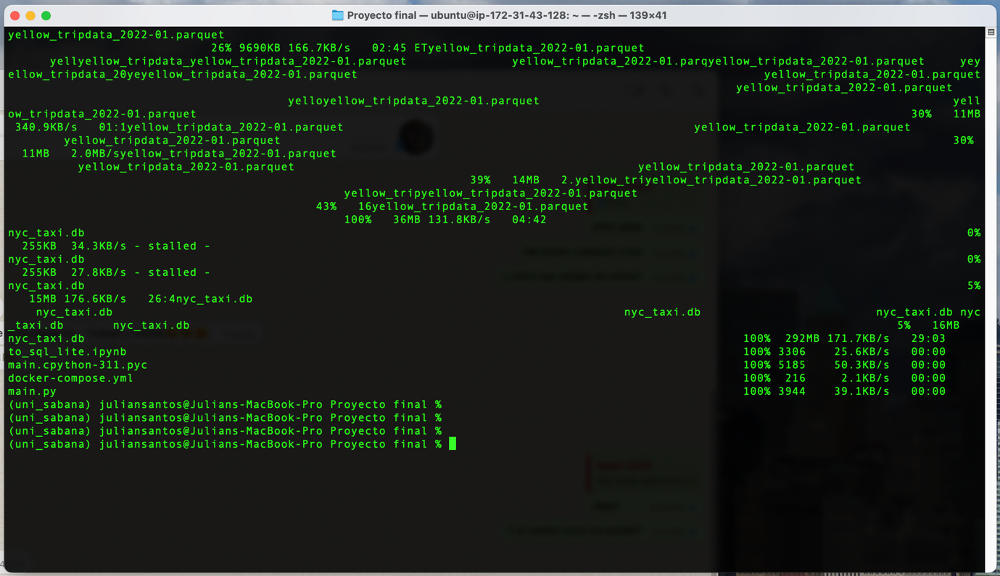 Proyecto final — ubuntu@ip-172-31-43-128: ~ — -zsh — 139×41
yellow_tripdata_2022-01.parquet
26% 9690KB 166.7KB/s 02:45 ETyellow_tripdata_2022-01.parquet
yellyellow_tripdata_yellow_tripdata_2022-01.parquet yellow_tripdata_2022-01.parqyellow_tripdata_2022-01.parquet yey
ellow_tripdata_20yeyellow_tripdata_2022-01.parquet yellow_tripdata_2022-01.parquet
yellow_tripdata_2022-01.parquet
yelloyellow_tripdata_2022-01.parquet yell
ow_tripdata_2022-01.parquet 30% 11MB
340.9KB/s 01:1yellow_tripdata_2022-01.parquet yellow_tripdata_2022-01.parquet
yellow_tripdata_2022-01.parquet 30%
11MB 2.0MB/syellow_tripdata_2022-01.parquet
yellow_tripdata_2022-01.parquet yellow_tripdata_2022-01.parquet
39% 14MB 2.yellow_triyellow_tripdata_2022-01.parquet
yellow_tripyellow_tripdata_2022-01.parquet
43% 16yellow_tripdata_2022-01.parquet
100% 36MB 131.8KB/s 04:42
nyc_taxi.db 0%
255KB 34.3KB/s - stalled -
nyc_taxi.db 0%
255KB 27.8KB/s - stalled -
nyc_taxi.db 5%
15MB 176.6KB/s 26:4nyc_taxi.db
nyc_taxi.db nyc_taxi.db nyc_taxi.db nyc
_taxi.db nyc_taxi.db 5% 16MB
nyc_taxi.db 100% 292MB 171.7KB/s 29:03
to_sql_lite.ipynb 100% 3306 25.6KB/s 00:00
main.cpython-311.pyc 100% 5185 50.3KB/s 00:00
docker-compose.yml 100% 216 2.1KB/s 00:00
main.py 100% 3944 39.1KB/s 00:00
(uni_sabana) juliansantos@Julians-MacBook-Pro Proyecto final %
(uni_sabana) juliansantos@Julians-MacBook-Pro Proyecto final %
(uni_sabana) juliansantos@Julians-MacBook-Pro Proyecto final %
(uni_sabana) juliansantos@Julians-MacBook-Pro Proyecto final %